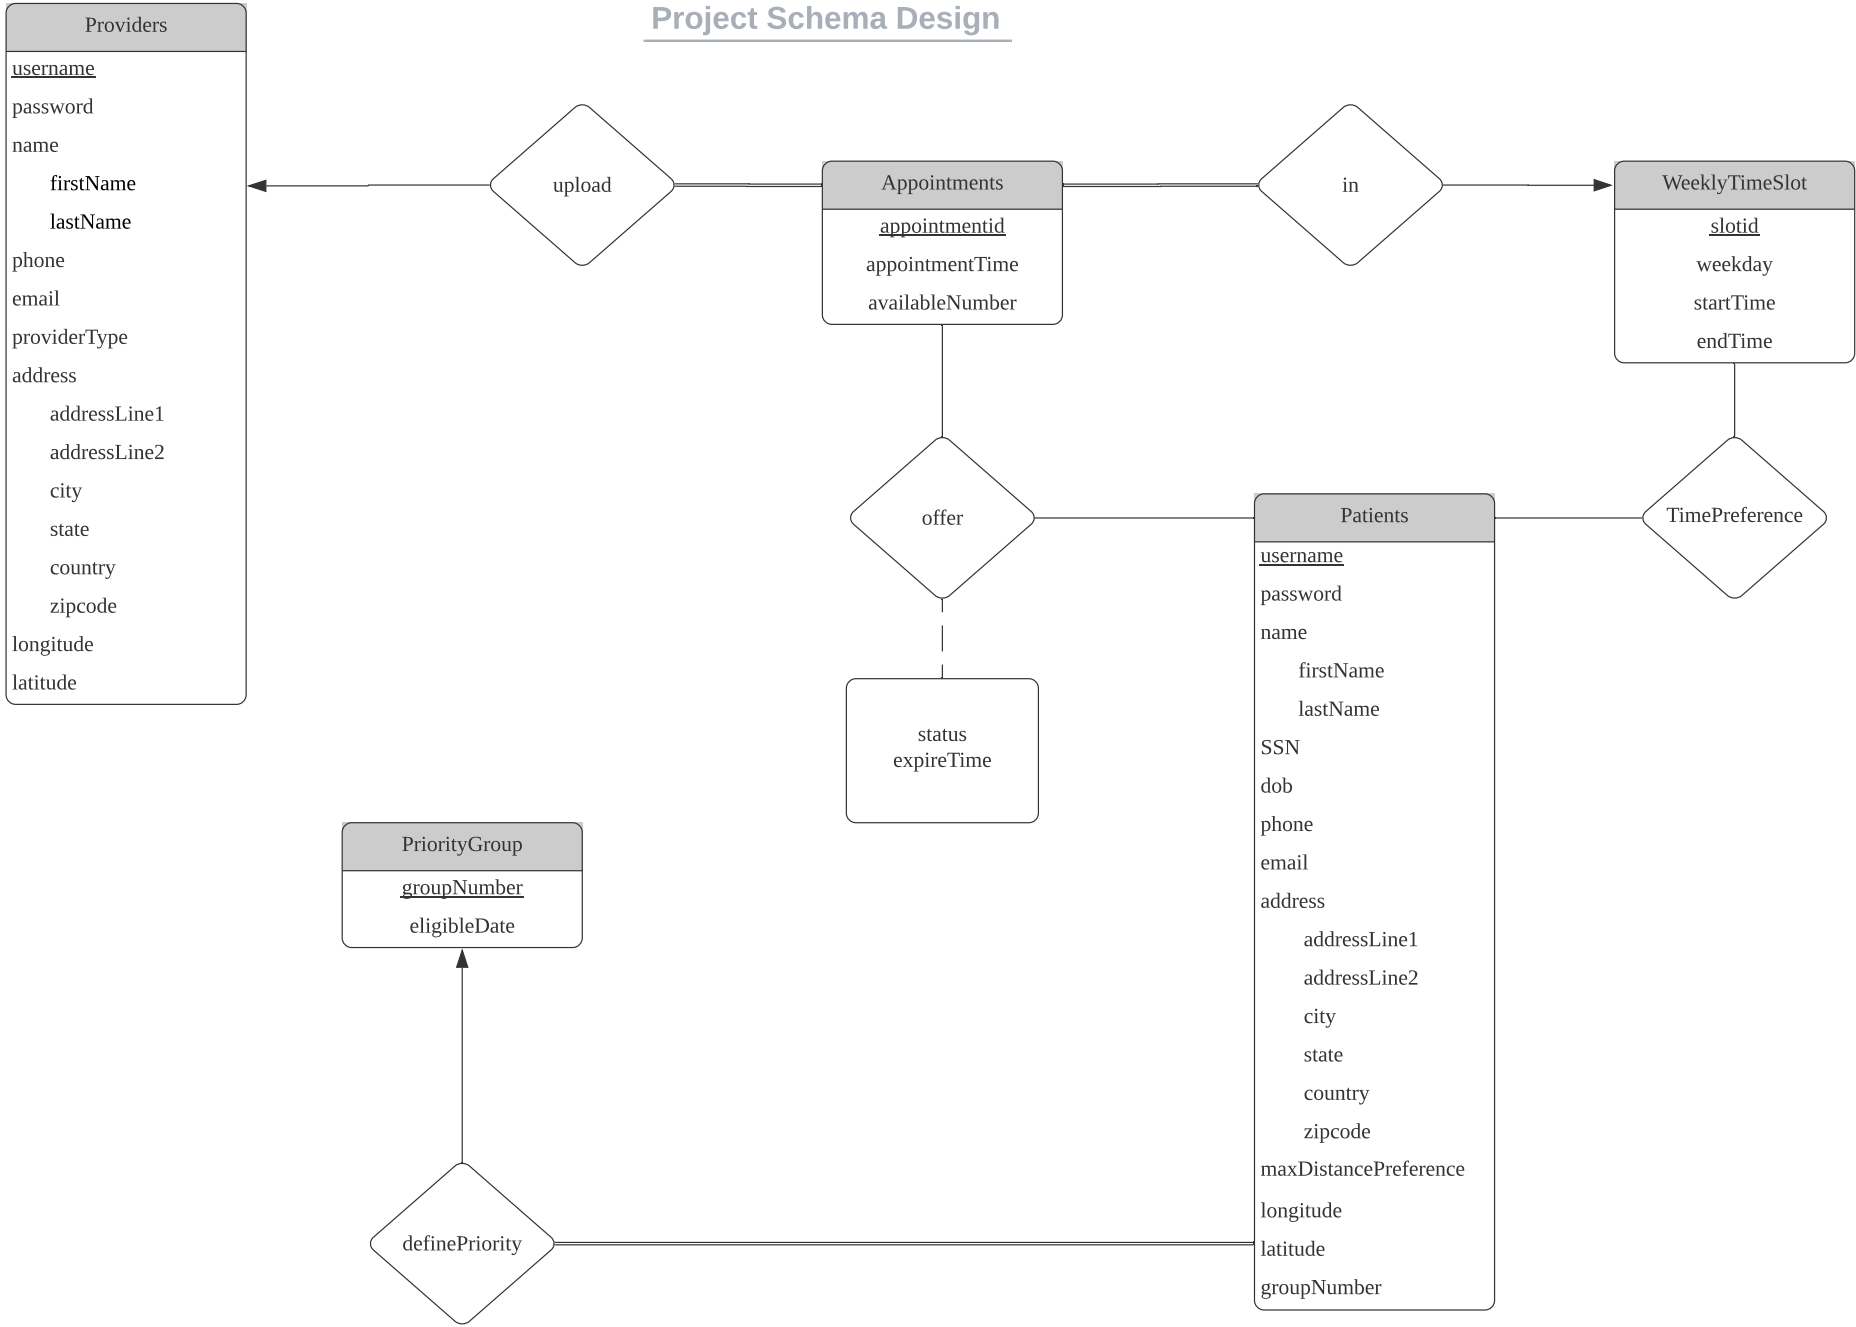 Project Schema Design
Providers
username
password
name
firstName
lastName
phone
email
providerType
address
addressLine1
addressLine2
city
state
country
zipcode
longitude
latitude
upload
Appointments
appointmentid
appointmentTime
availableNumber
in
WeeklyTimeSlot
slotid
weekday
startTime
endTime
offer
status
expireTime
Patients
username
password
name
firstName
lastName
SSN
dob
phone
email
address
addressLine1
addressLine2
city
state
country
zipcode
maxDistancePreference
longitude
latitude
groupNumber
TimePreference
PriorityGroup
groupNumber
eligibleDate
definePriority